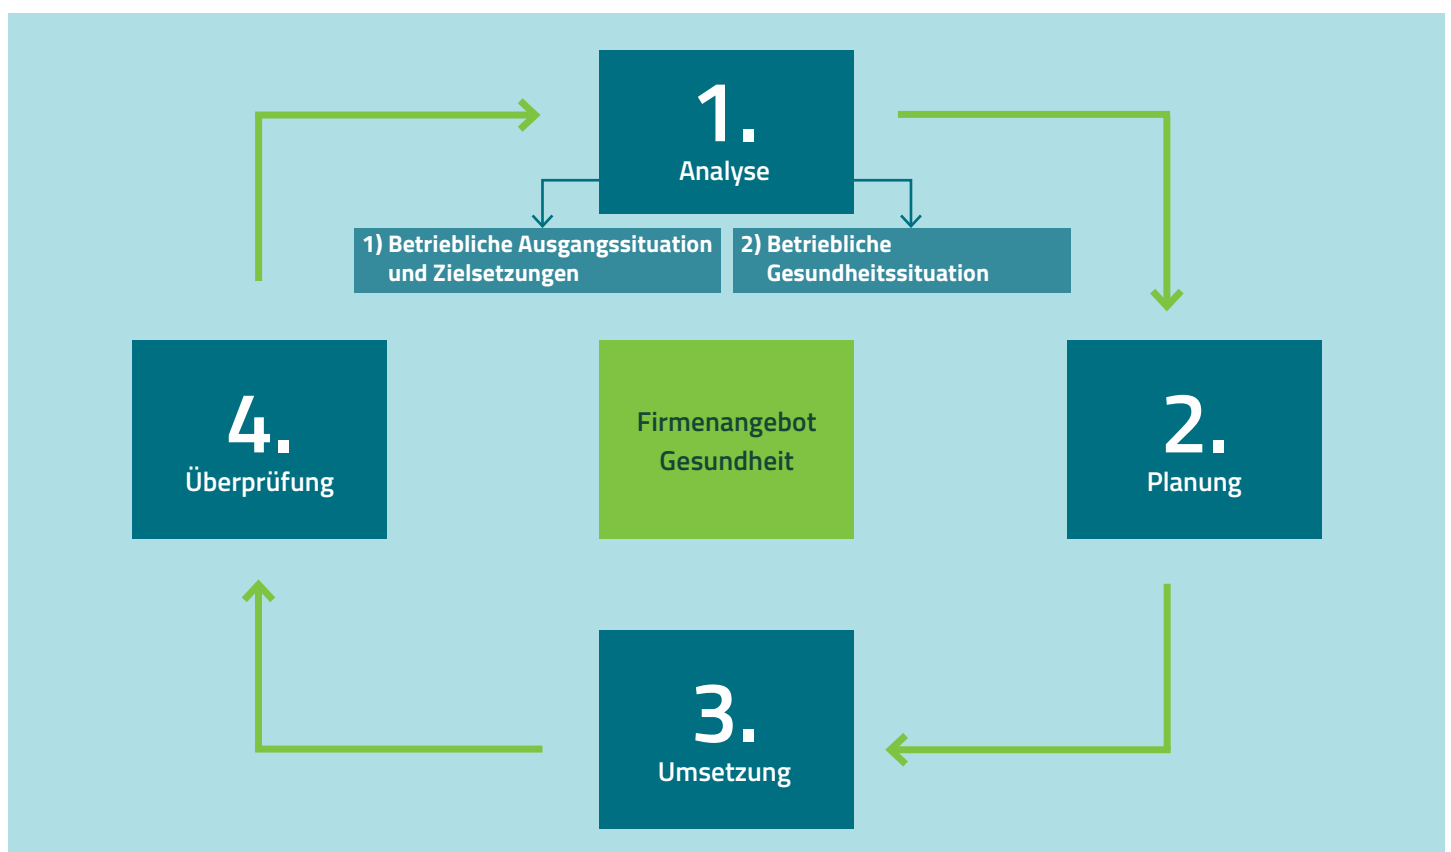 1.
Analyse
1) Betriebliche Ausgangssituation
und Zielsetzungen
2) Betriebliche
Gesundheitssituation
4.
Überprüfung
Firmenangebot
Gesundheit
2.
Planung
3.
Umsetzung